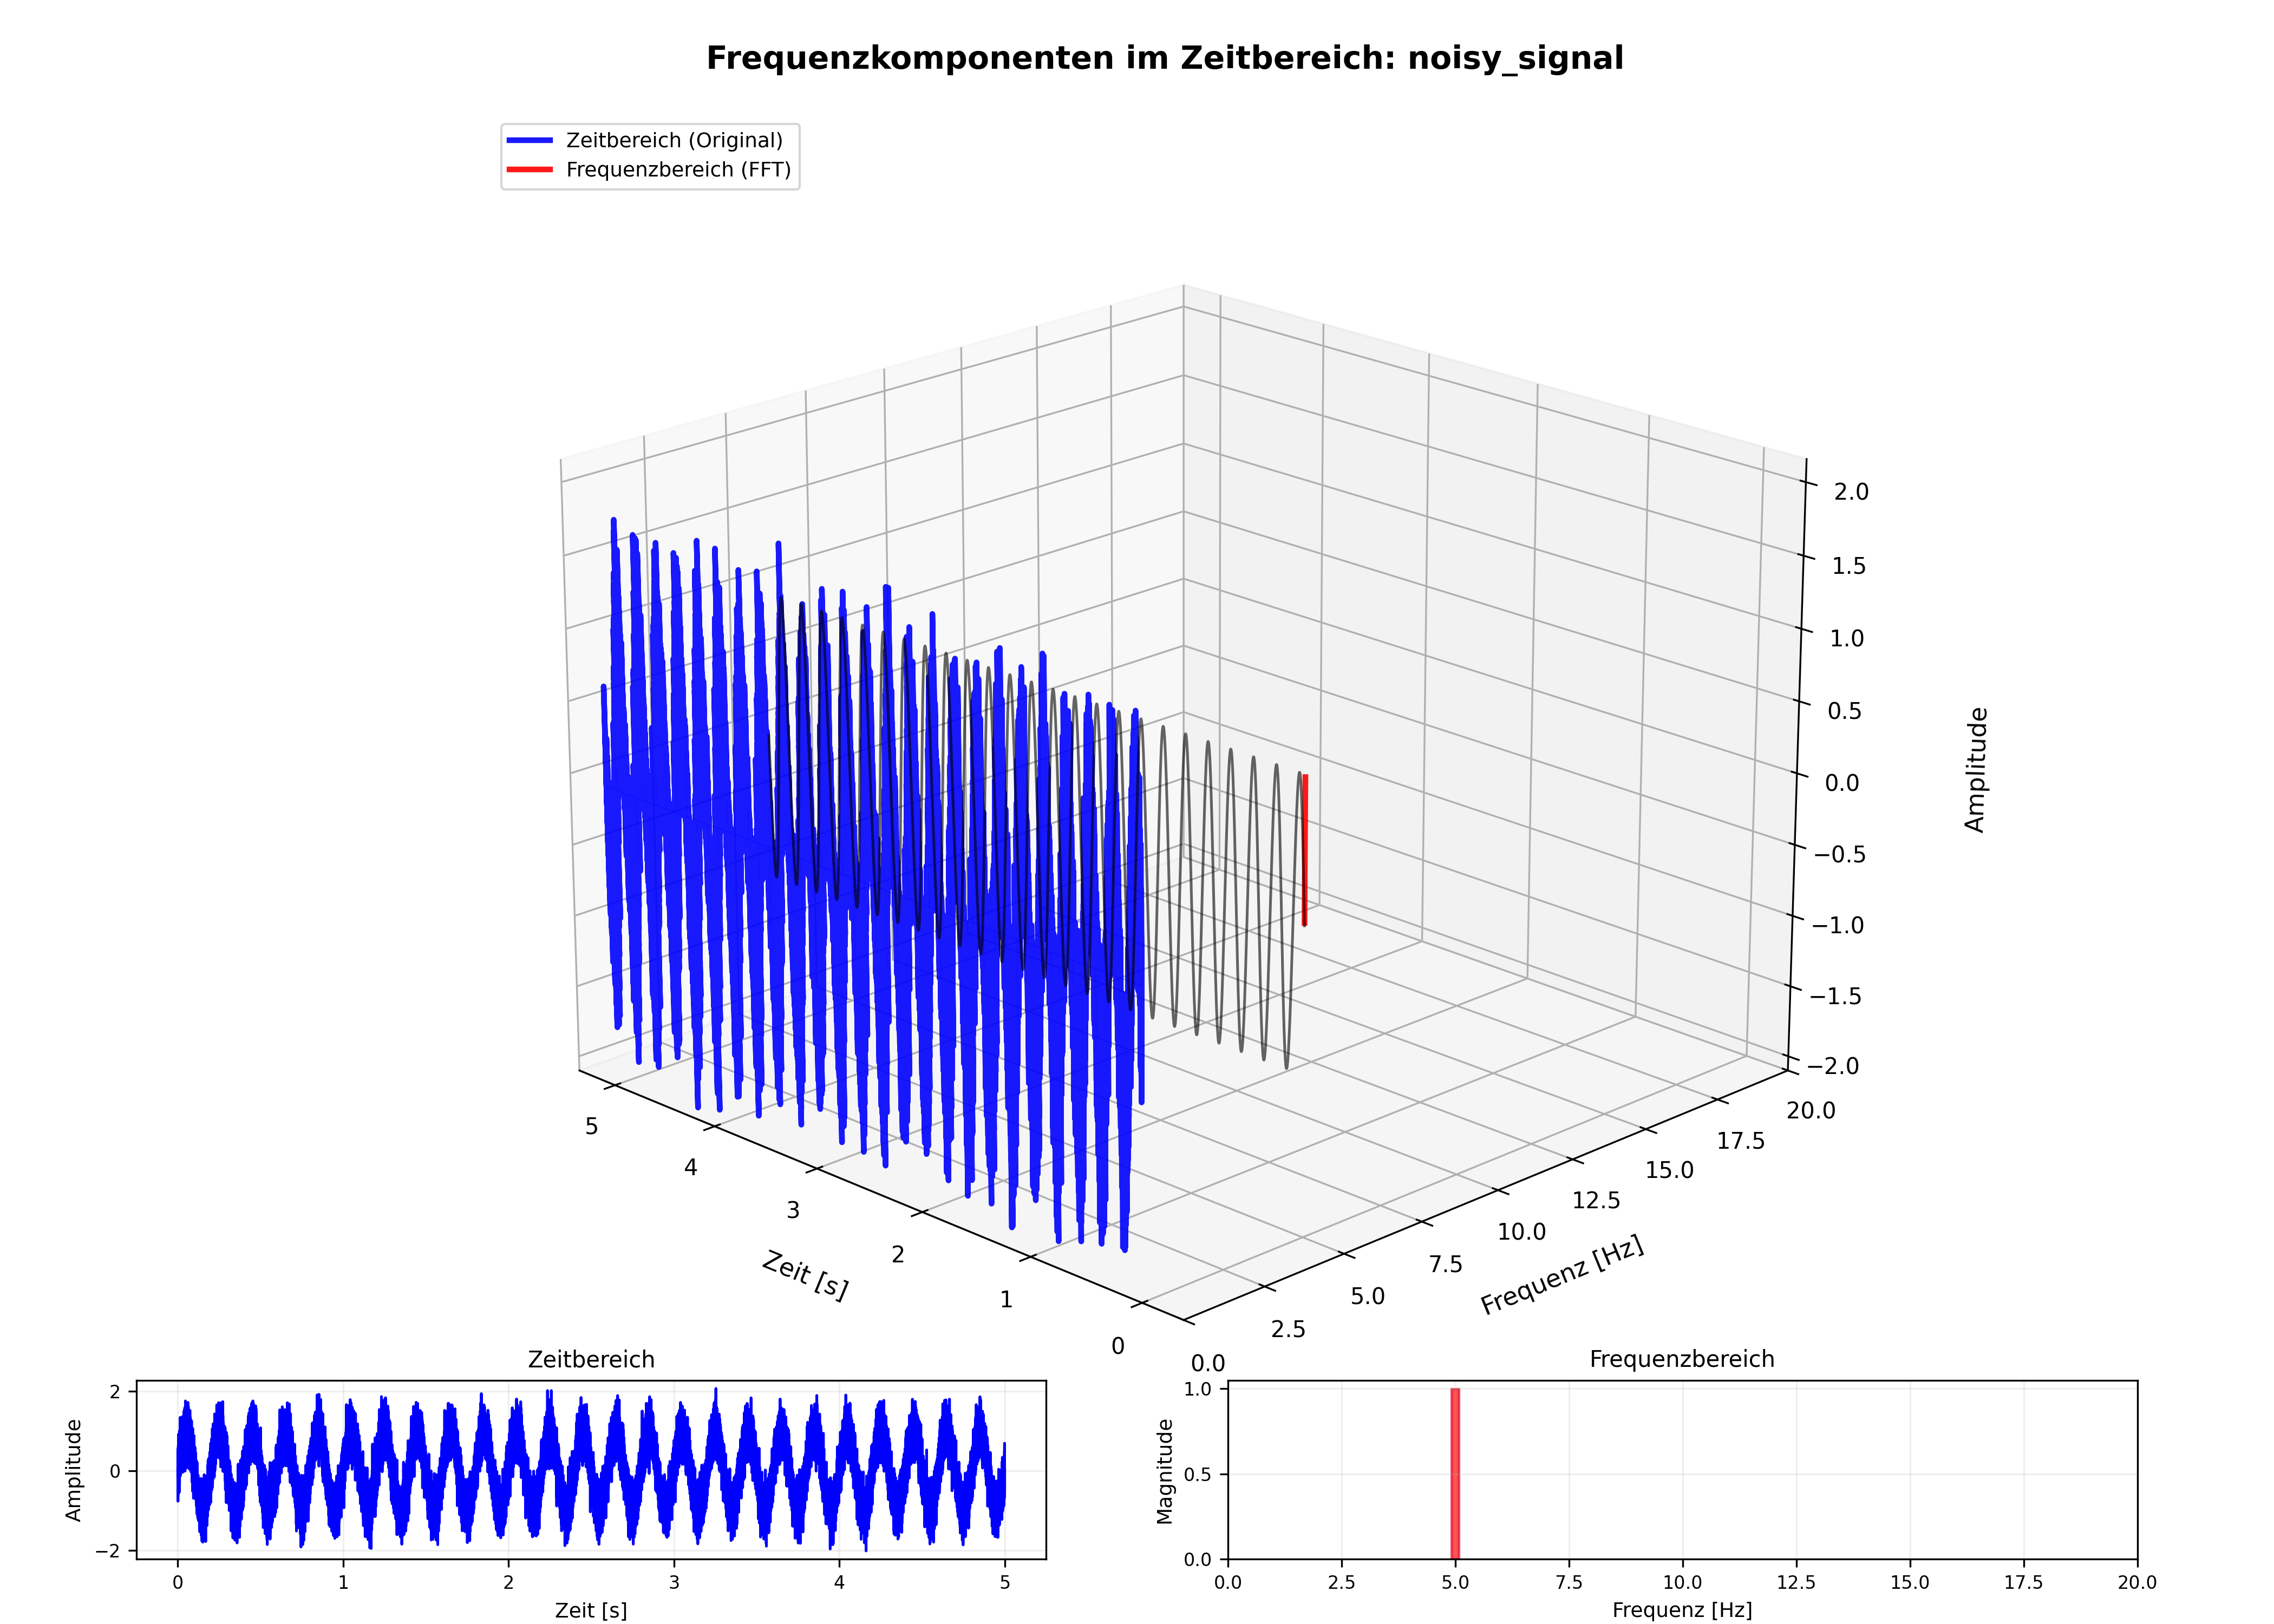 Frequenzkomponenten im Zeitbereich: noisy_signal
Zeitbereich (Original)
Frequenzbereich (FFT)
2.0
1.5
1.0
0.5
0.0
−0.5
−1.0
−1.5
−2.0
Amplitude
5
4
3
2
1
0
Zeit [s]
0.0
2.5
5.0
7.5
10.0
12.5
15.0
17.5
20.0
Frequenz [Hz]
Zeitbereich
2
0
−2
Amplitude
0 1 2 3 4 5
Zeit [s]
Frequenzbereich
1.0
0.5
0.0
Magnitude
0.0 2.5 5.0 7.5 10.0 12.5 15.0 17.5 20.0
Frequenz [Hz]